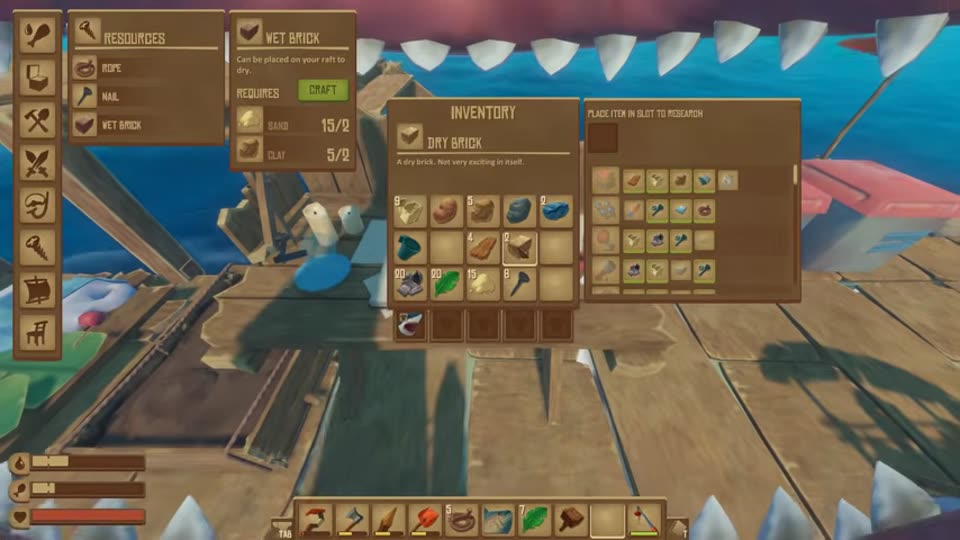 RESOURCES
ROPE
NAIL
WET BRICK
WET BRICK
Can be placed on your raft to
dry.
REQUIRES
CRAFT
SAND 15/2
CLAY 5/2
INVENTORY
DRY BRICK
A dry brick. Not very exciting in itself.
9 5 2
4 2
20 20 15 8
PLACE ITEM IN SLOT TO RESEARCH
TAB 5 7